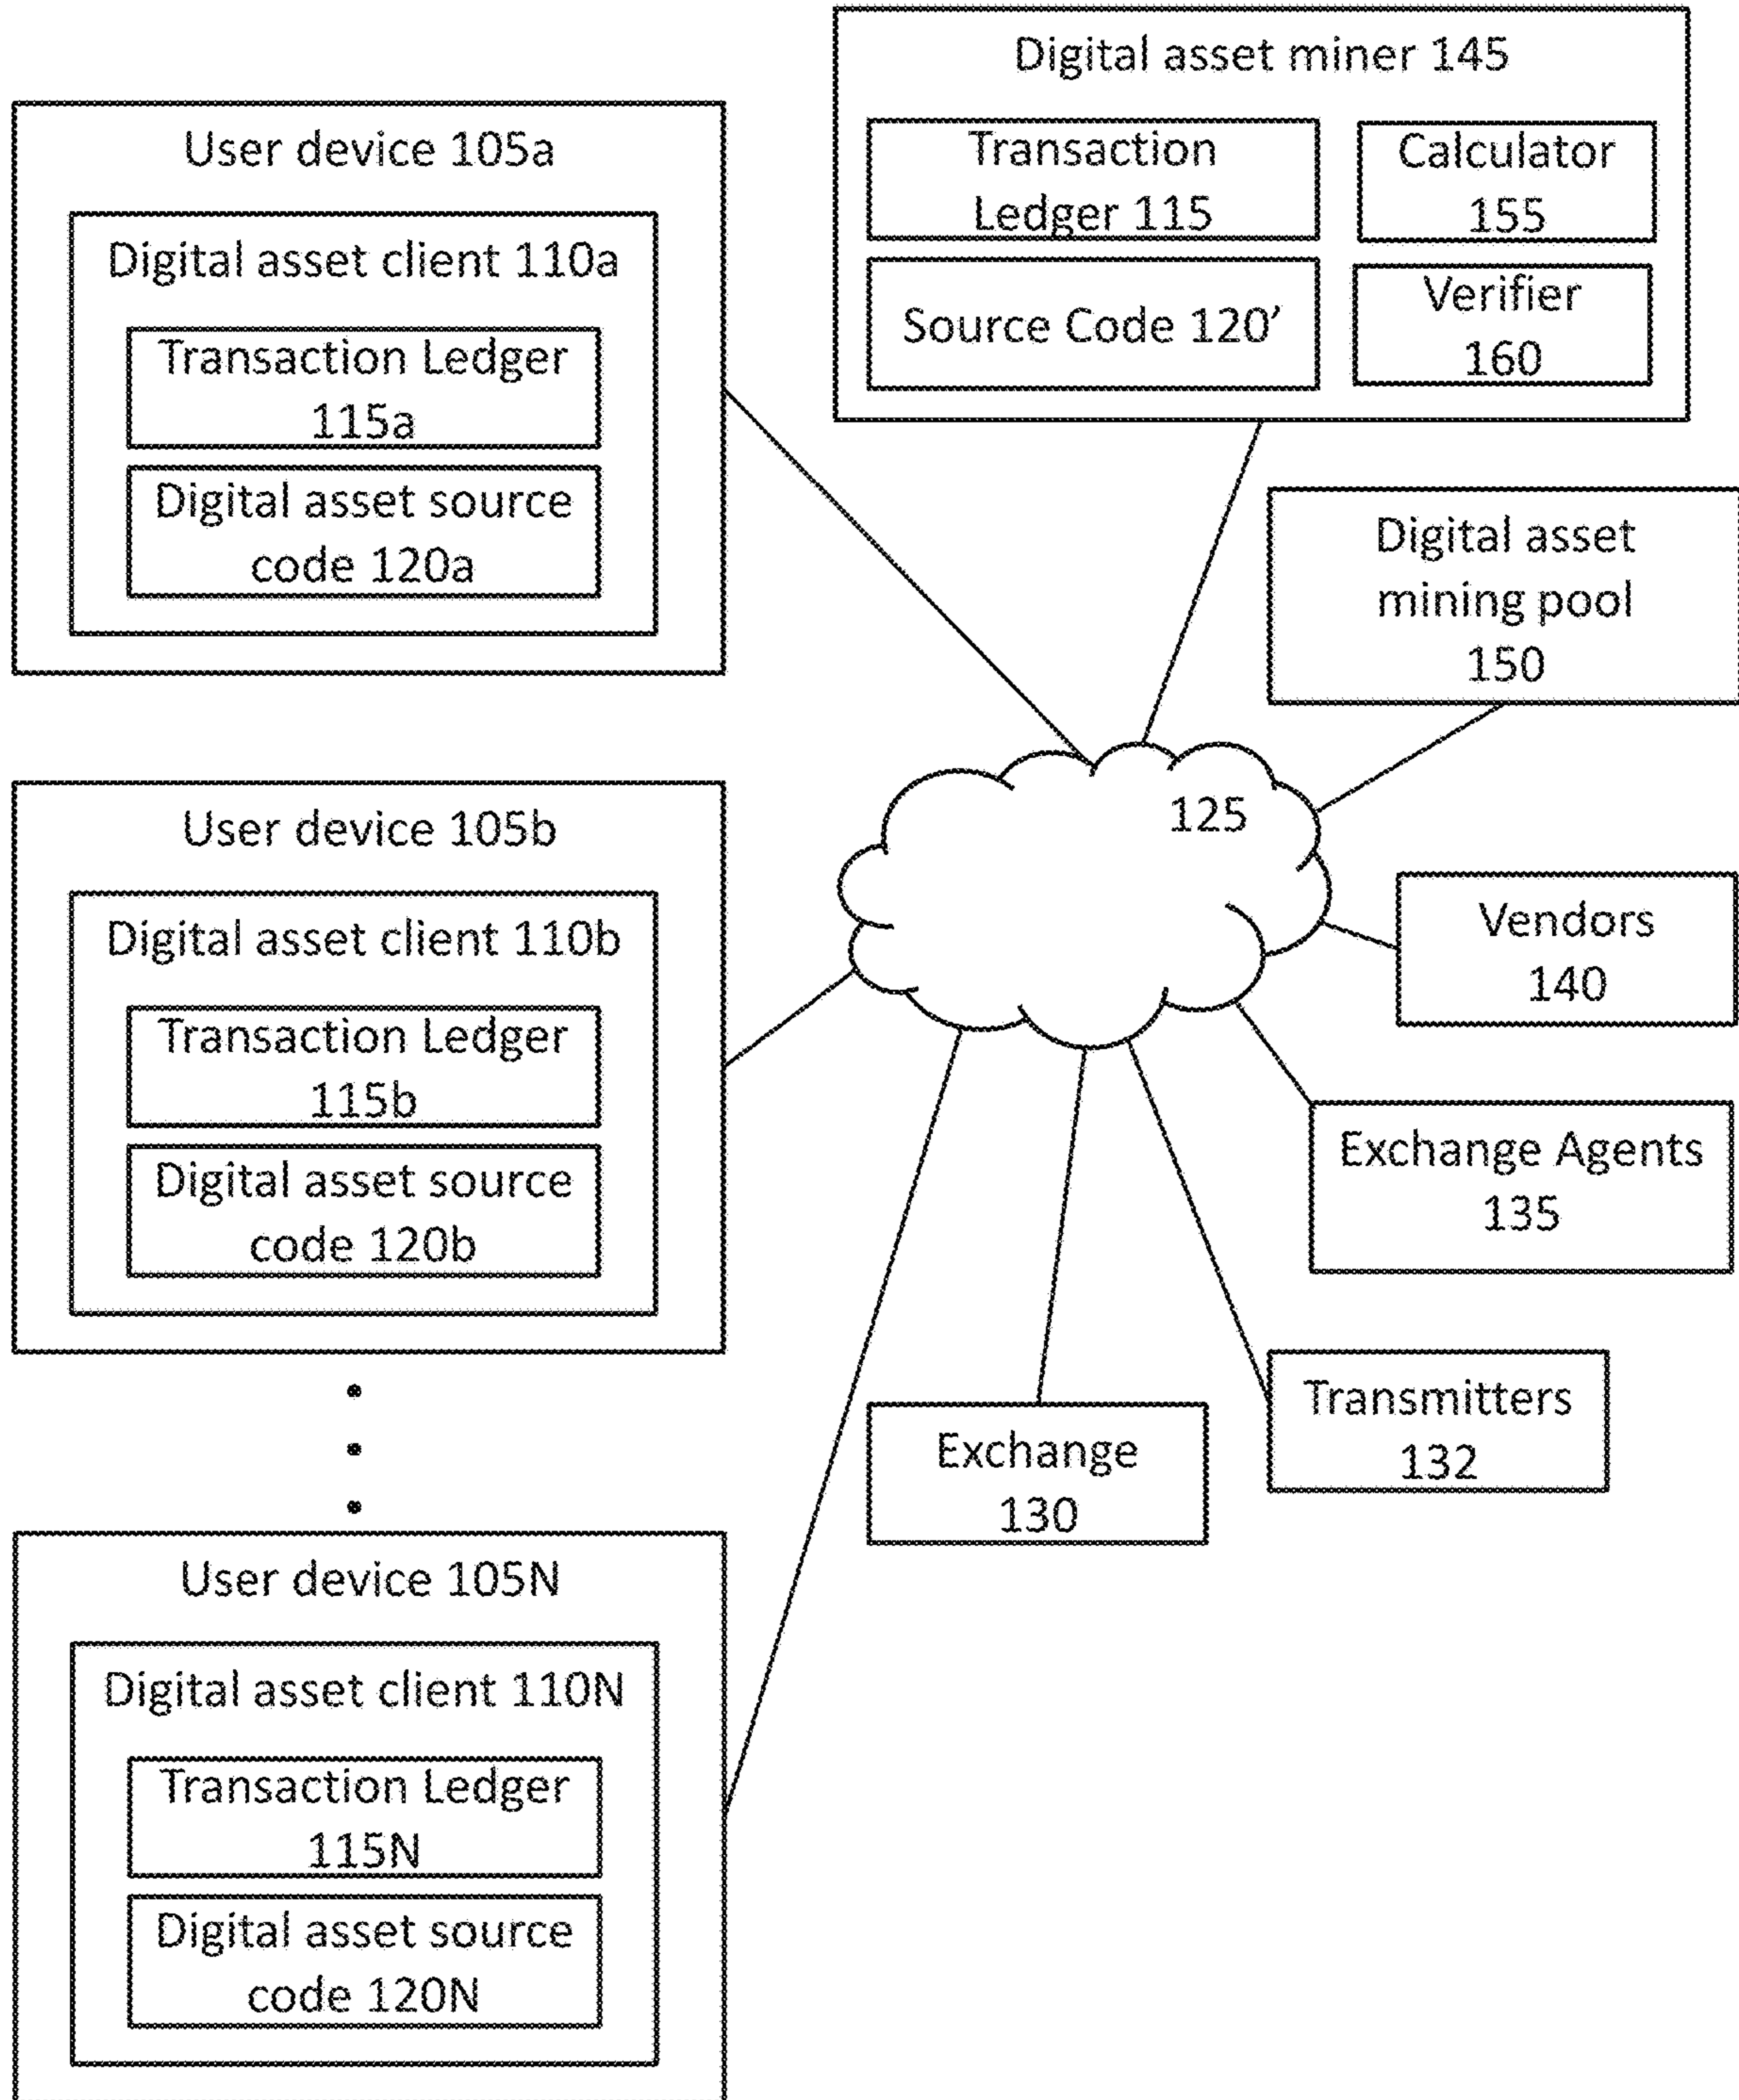 User device 105a
Digital asset client 110a
Transaction Ledger
115a
Digital asset source
code 120a
User device 105b
Digital asset client 110b
Transaction Ledger
115b
Digital asset source
code 120b
User device 105N
Digital asset client 110N
Transaction Ledger
115N
Digital asset source
code 120N
Digital asset miner 145
Transaction
Ledger 115
Calculator
155
Source Code 120’
Verifier
160
Digital asset
mining pool
150
125
Vendors
140
Exchange Agents
135
Transmitters
132
Exchange
130